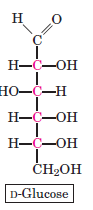 H O
C
H—C—OH
HO—C—H
H—C—OH
H—C—OH
CH₂OH
D-Glucose